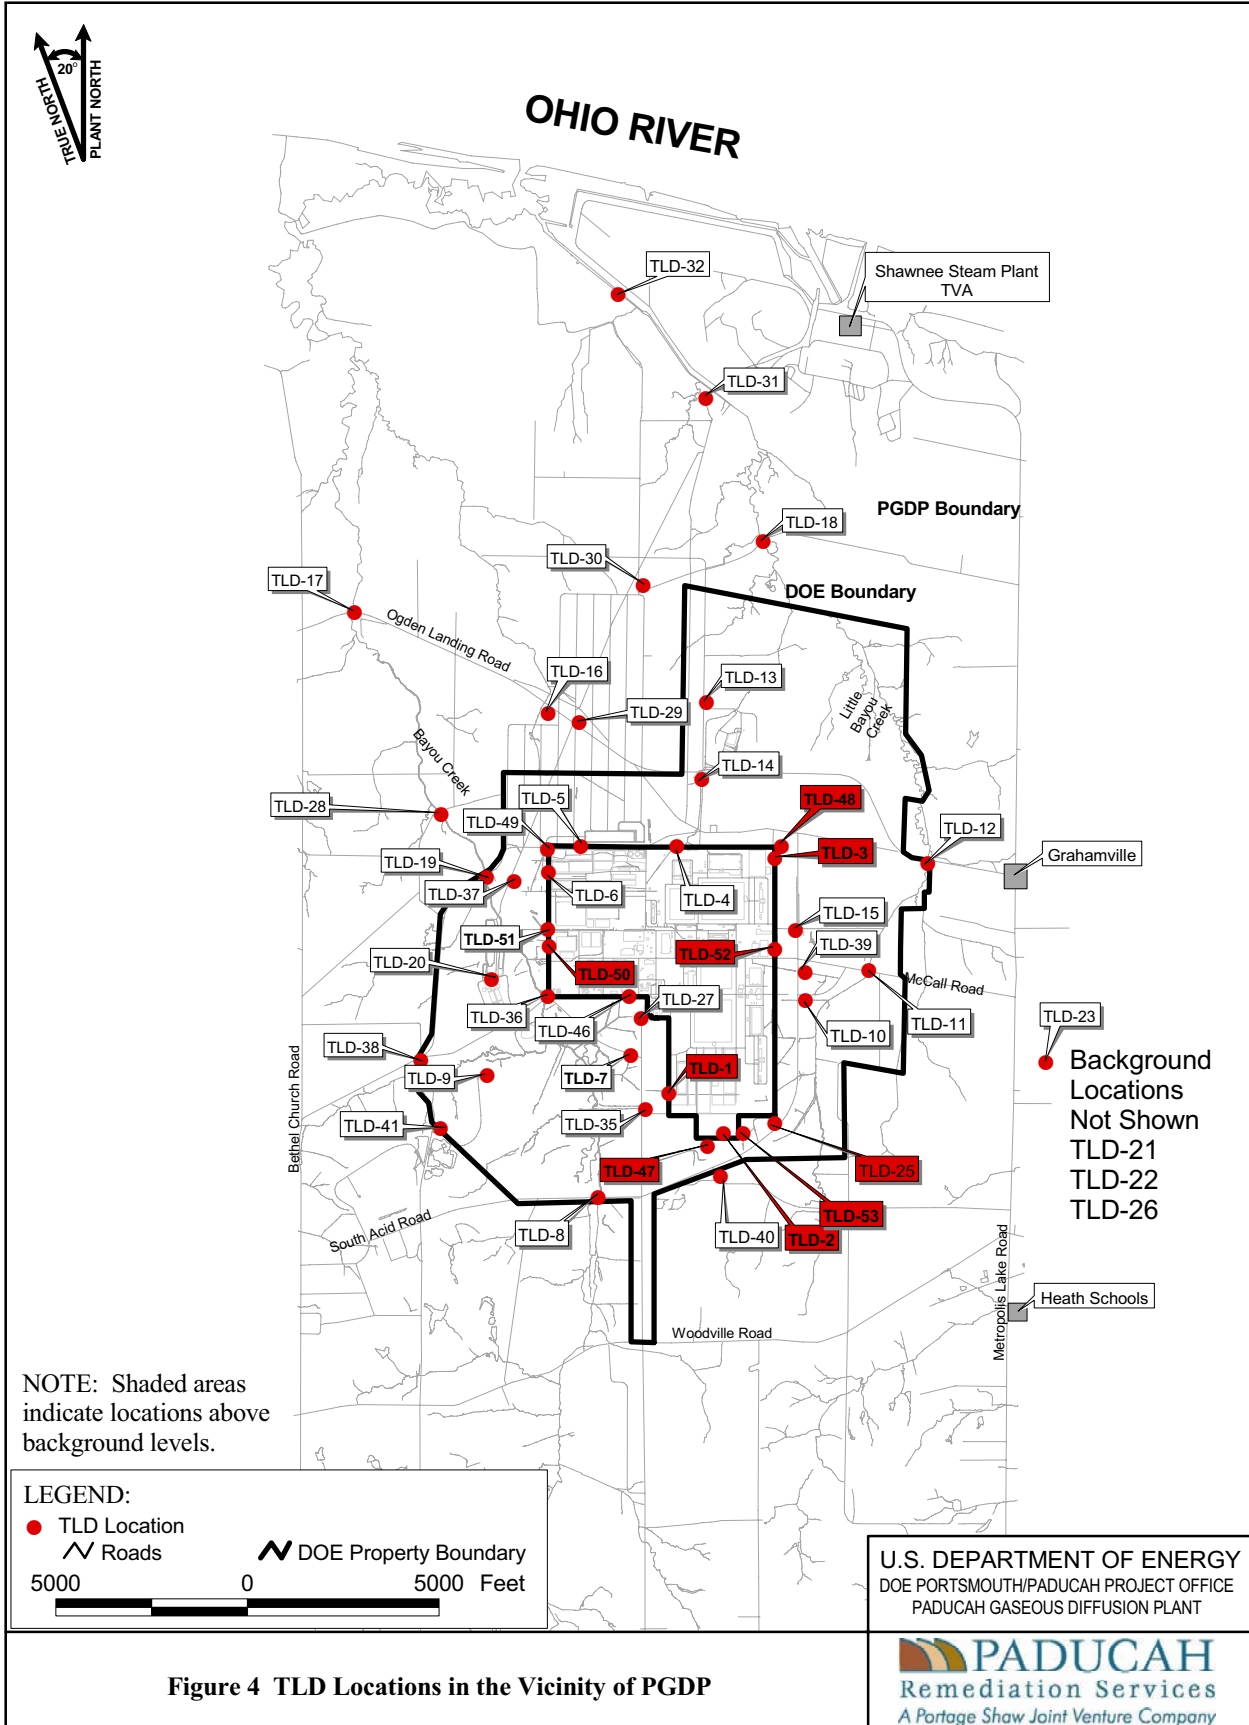 TRUE NORTH
PLANT NORTH
20°
OHIO RIVER
TLD-32
Shawnee Steam Plant
TVA
TLD-31
TLD-18
PGDP Boundary
TLD-30
TLD-17
DOE Boundary
Ogden Landing Road
TLD-16
TLD-13
TLD-29
Little
Bayou
Creek
Bayou Creek
TLD-14
TLD-28
TLD-5
TLD-48
TLD-49
TLD-12
TLD-3
Grahamville
TLD-19
TLD-37
TLD-6
TLD-4
TLD-15
TLD-51
TLD-39
TLD-52
TLD-20
TLD-50
McCall Road
TLD-27
TLD-36
TLD-46
TLD-10
TLD-11
TLD-23
TLD-38
TLD-9
TLD-7
TLD-1
Background
Locations
Not Shown
TLD-21
TLD-22
TLD-26
Bethel Church Road
TLD-41
TLD-35
TLD-47
TLD-25
TLD-53
South Acid Road
TLD-8
TLD-40
TLD-2
Metropolis Lake Road
Heath Schools
Woodville Road
NOTE: Shaded areas
indicate locations above
background levels.
LEGEND:
TLD Location
Roads
DOE Property Boundary
5000 0 5000 Feet
U.S. DEPARTMENT OF ENERGY
DOE PORTSMOUTH/PADUCAH PROJECT OFFICE
PADUCAH GASEOUS DIFFUSION PLANT
Figure 4 TLD Locations in the Vicinity of PGDP
PADUCAH
Remediation Services
A Portage Shaw Joint Venture Company